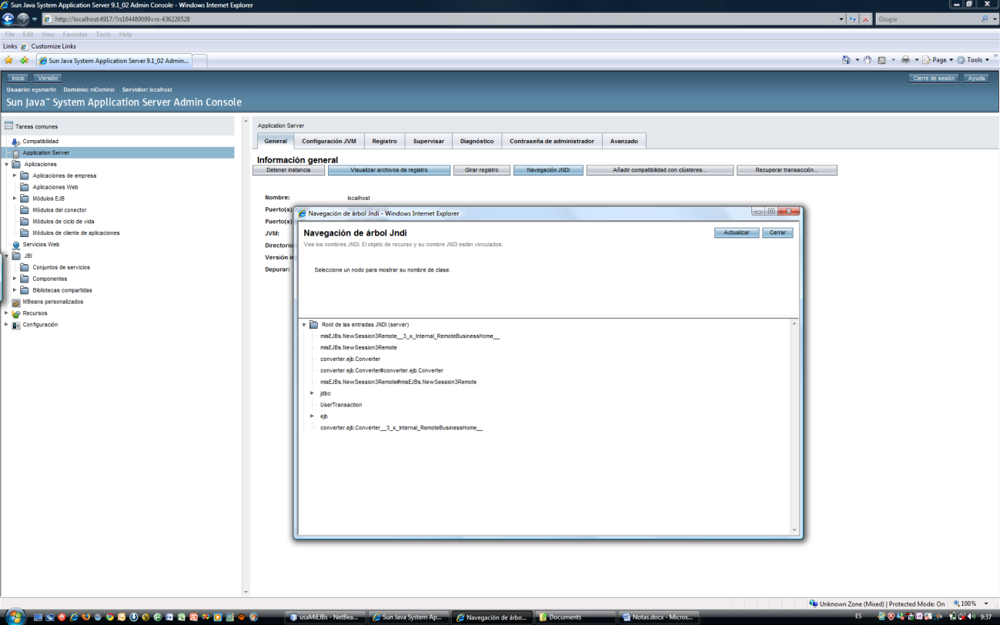 Sun Java System Application Server 9.1_02 Admin Console - Windows Internet Explorer
http://localhost:4917/?rs164489099=rs-436226528
Google
File Edit View Favorites Tools Help
Links Customize Links
Sun Java System Application Server 9.1_02 Admin...
Page Tools
Inicio Versión
Cierre de sesión Ayuda
Usuario: egsmartin Dominio: miDominio Servidor: localhost
Sun Java™ System Application Server Admin Console
Tareas comunes
Compatibilidad
Application Server
Aplicaciones
Aplicaciones de empresa
Aplicaciones Web
Módulos EJB
Módulos del conector
Módulos de ciclo de vida
Módulos de cliente de aplicaciones
Servicios Web
JBI
Conjuntos de servicios
Componentes
Bibliotecas compartidas
MBeans personalizados
Recursos
Configuración
Application Server
General Configuración JVM Registro Supervisar Diagnóstico Contraseña de administrador Avanzado
Información general
Detener instancia Visualizar archivos de registro Girar registro Navegación JNDI Añadir compatibilidad con clústeres... Recuperar transacción...
Nombre: localhost
Puerto(s)
Puerto(s)
JVM:
Directorio
Versión in
Depurar:
Navegación de árbol Jndi - Windows Internet Explorer
Navegación de árbol Jndi
Actualizar Cerrar
Vea los nombres JNDI. El objeto de recurso y su nombre JNDI están vinculados.
Seleccione un nodo para mostrar su nombre de clase.
Root de las entradas JNDI (server)
misEJBs.NewSession3Remote__3_x_Internal_RemoteBusinessHome__
misEJBs.NewSession3Remote
converter.ejb.Converter
converter.ejb.Converter#converter.ejb.Converter
misEJBs.NewSession3Remote#misEJBs.NewSession3Remote
jdbc
UserTransaction
ejb
converter.ejb.Converter__3_x_Internal_RemoteBusinessHome__
Unknown Zone (Mixed) | Protected Mode: On 100%
usaMiEJBs - NetBea... Sun Java System Ap... Navegación de árbo... Documents Notas.docx - Micros... ES 9:37